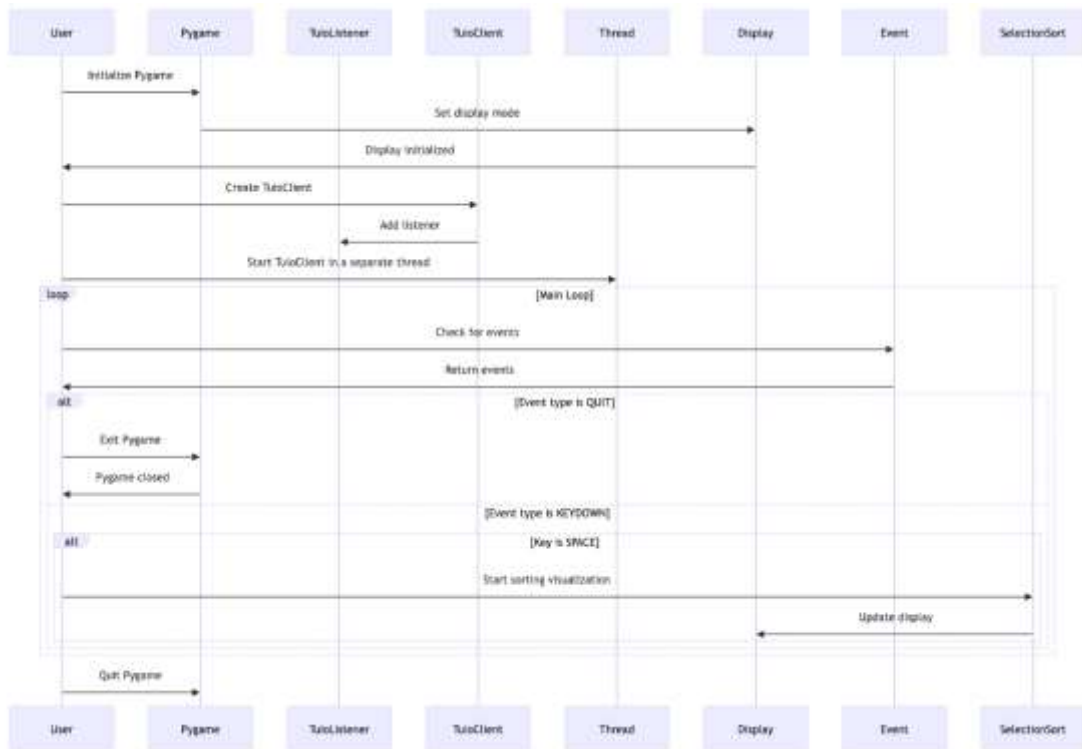 User Pygame TuioListener TuioClient Thread Display Event SelectionSort
Initialize Pygame
Set display mode
Display initialized
Create TuioClient
Add listener
Start TuioClient in a separate thread
loop [Main Loop]
Check for events
Return events
alt [Event type is QUIT]
Exit Pygame
Pygame closed
[Event type is KEYDOWN]
alt [Key is SPACE]
Start sorting visualization
Update display
Quit Pygame
User Pygame TuioListener TuioClient Thread Display Event SelectionSort